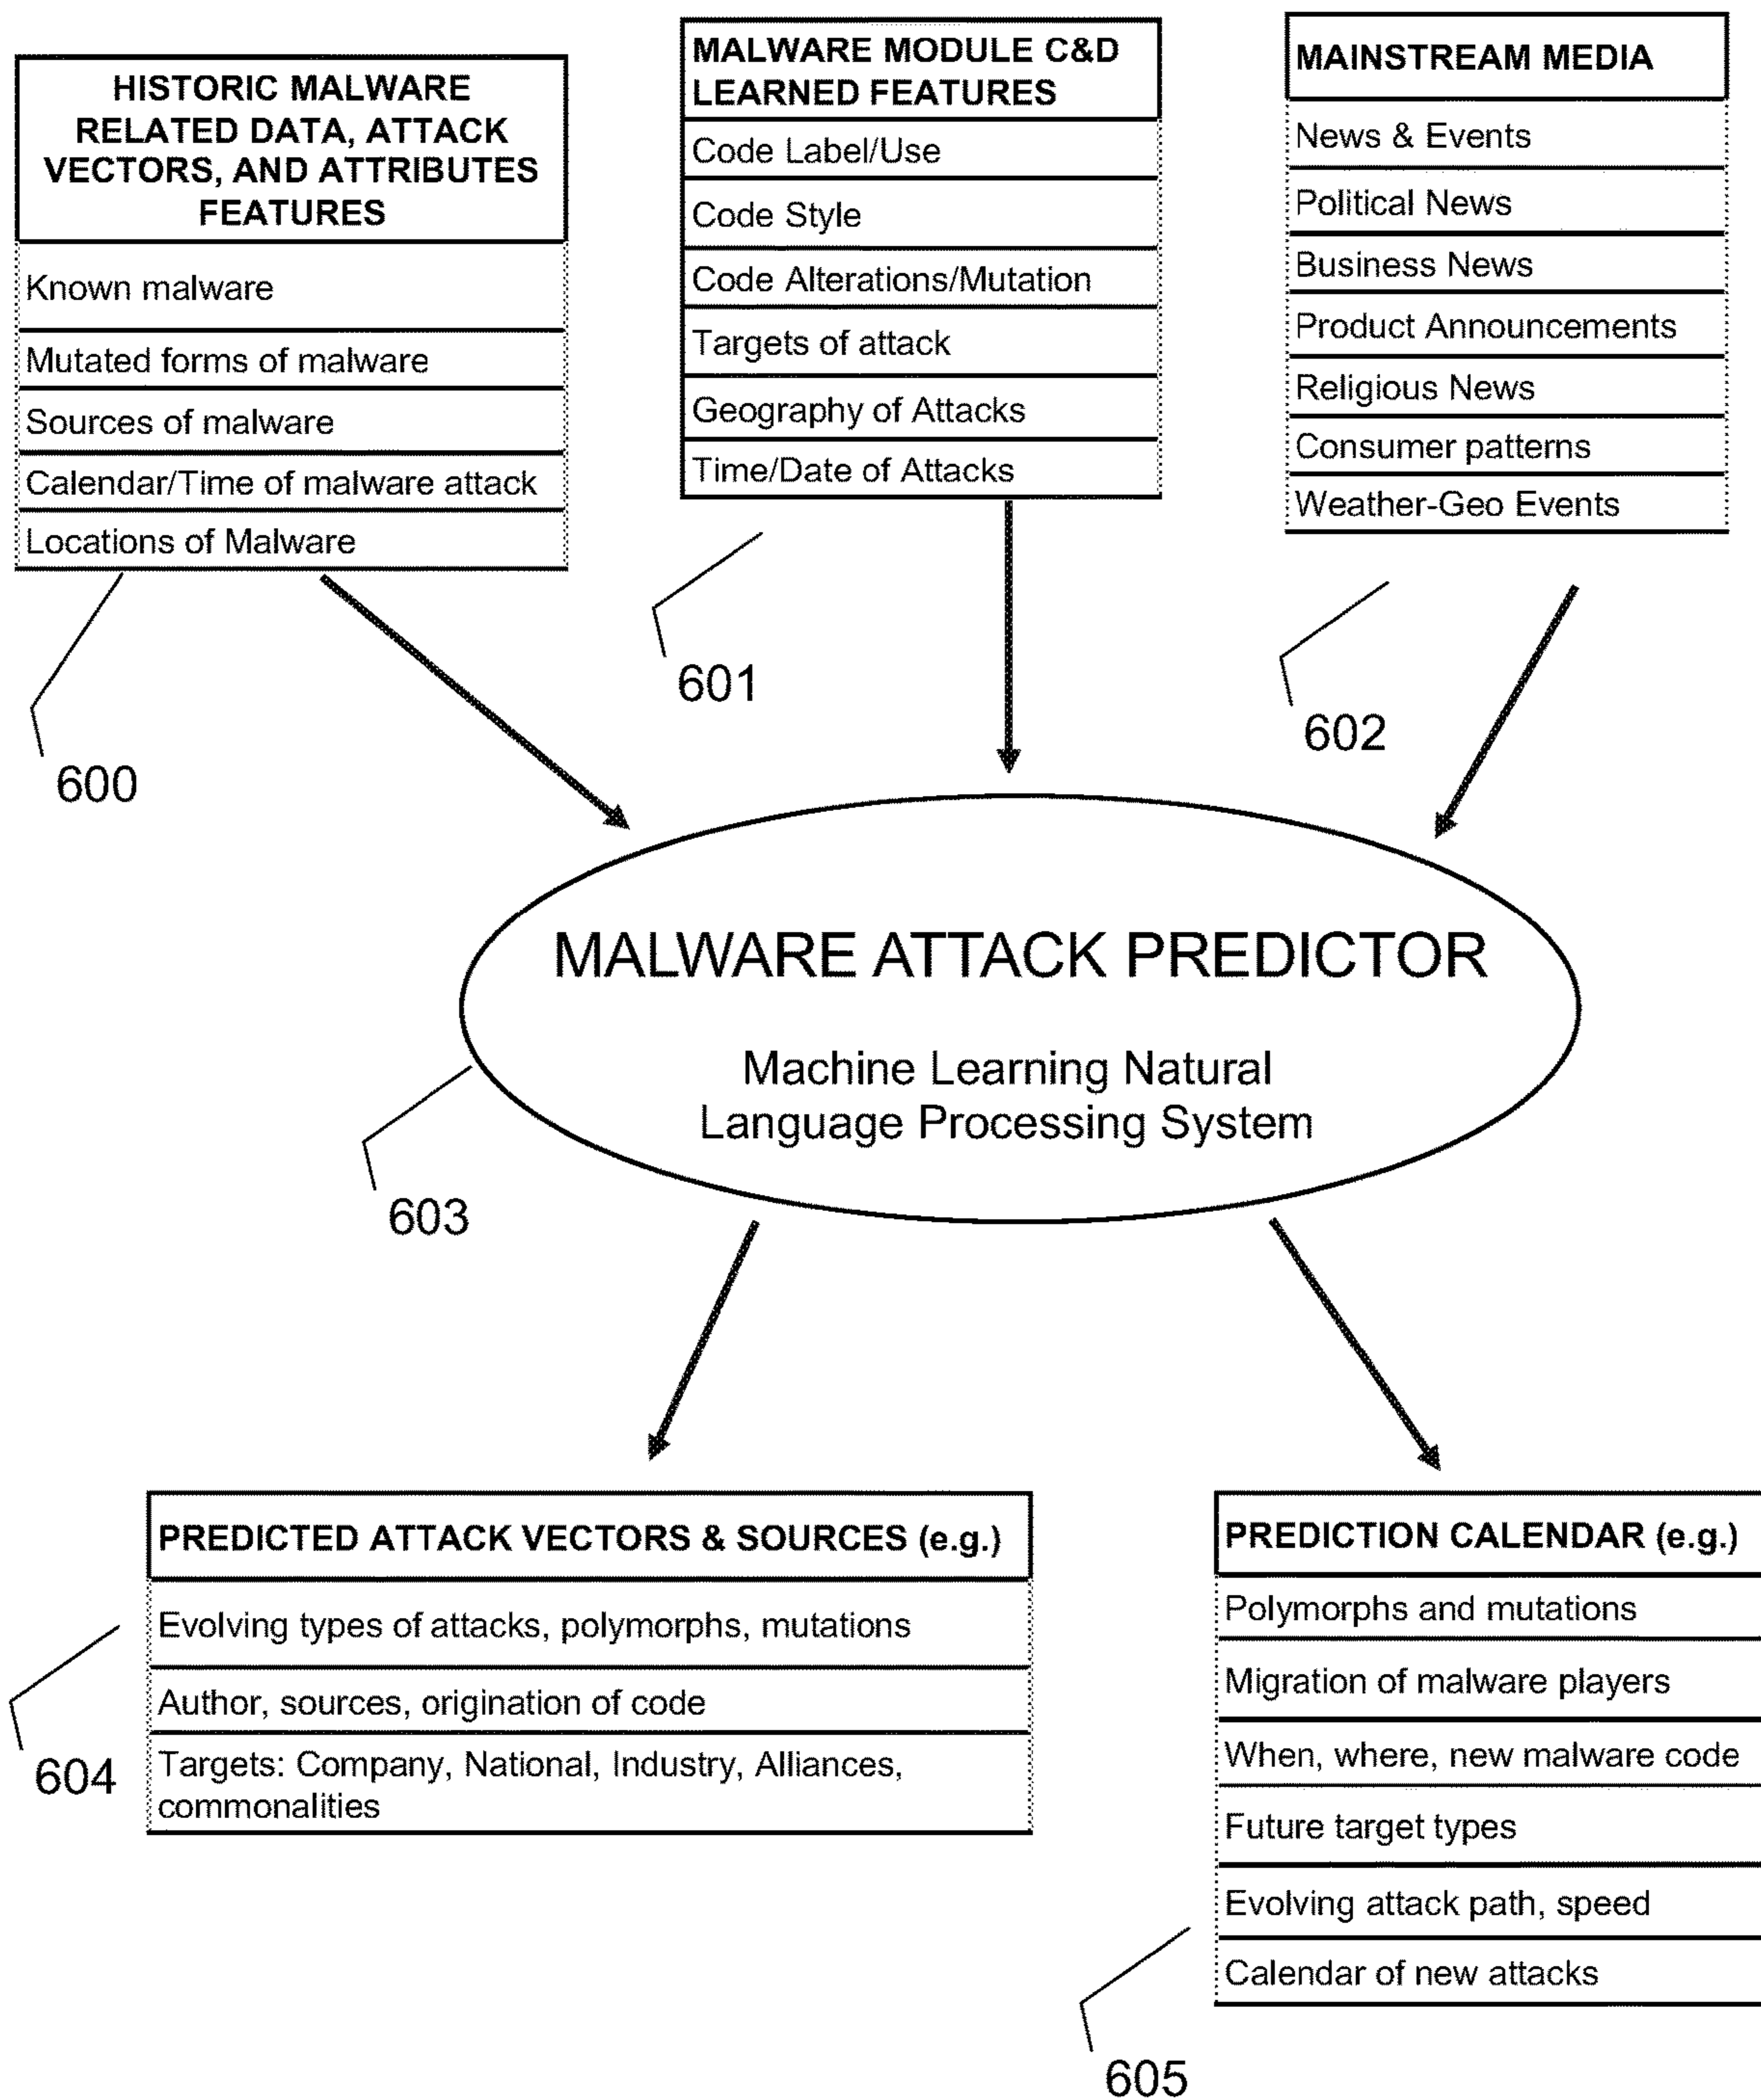 HISTORIC MALWARE
RELATED DATA, ATTACK
VECTORS, AND ATTRIBUTES
FEATURES
Known malware
Mutated forms of malware
Sources of malware
Calendar/Time of malware attack
Locations of Malware
600
MALWARE MODULE C&D
LEARNED FEATURES
Code Label/Use
Code Style
Code Alterations/Mutation
Targets of attack
Geography of Attacks
Time/Date of Attacks
601
MAINSTREAM MEDIA
News & Events
Political News
Business News
Product Announcements
Religious News
Consumer patterns
Weather-Geo Events
602
MALWARE ATTACK PREDICTOR
Machine Learning Natural
Language Processing System
603
PREDICTED ATTACK VECTORS & SOURCES (e.g.)
Evolving types of attacks, polymorphs, mutations
Author, sources, origination of code
Targets: Company, National, Industry, Alliances,
commonalities
604
PREDICTION CALENDAR (e.g.)
Polymorphs and mutations
Migration of malware players
When, where, new malware code
Future target types
Evolving attack path, speed
Calendar of new attacks
605